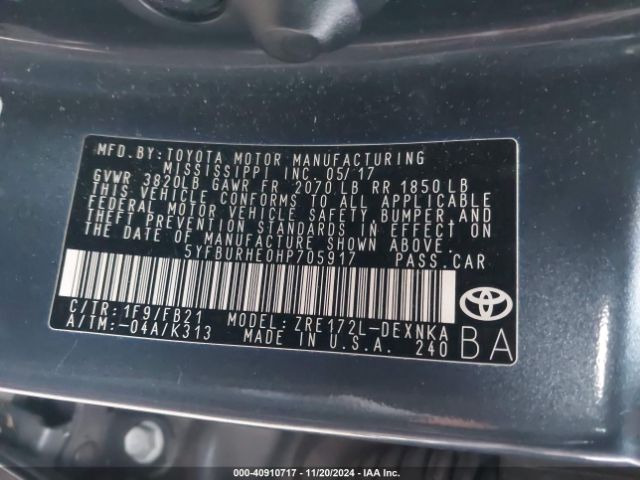 MFD.BY:TOYOTA MOTOR MANUFACTURING
MISSISSIPPI INC. 05/17
GVWR 3820LB GAWR FR 2070 LB RR 1850 LB
THIS VEHICLE CONFORMS TO ALL APPLICABLE
FEDERAL MOTOR VEHICLE SAFETY, BUMPER, AND
THEFT PREVENTION STANDARDS IN EFFECT ON
THE DATE OF MANUFACTURE SHOWN ABOVE.
5YFBURHE0HP705917 PASS.CAR
C/TR:1F9/FB21
A/TM:-04A/K313
MODEL: ZRE172L-DEXNKA
MADE IN U.S.A. 240
BA
000-40910717 - 11/20/2024 - IAA Inc.